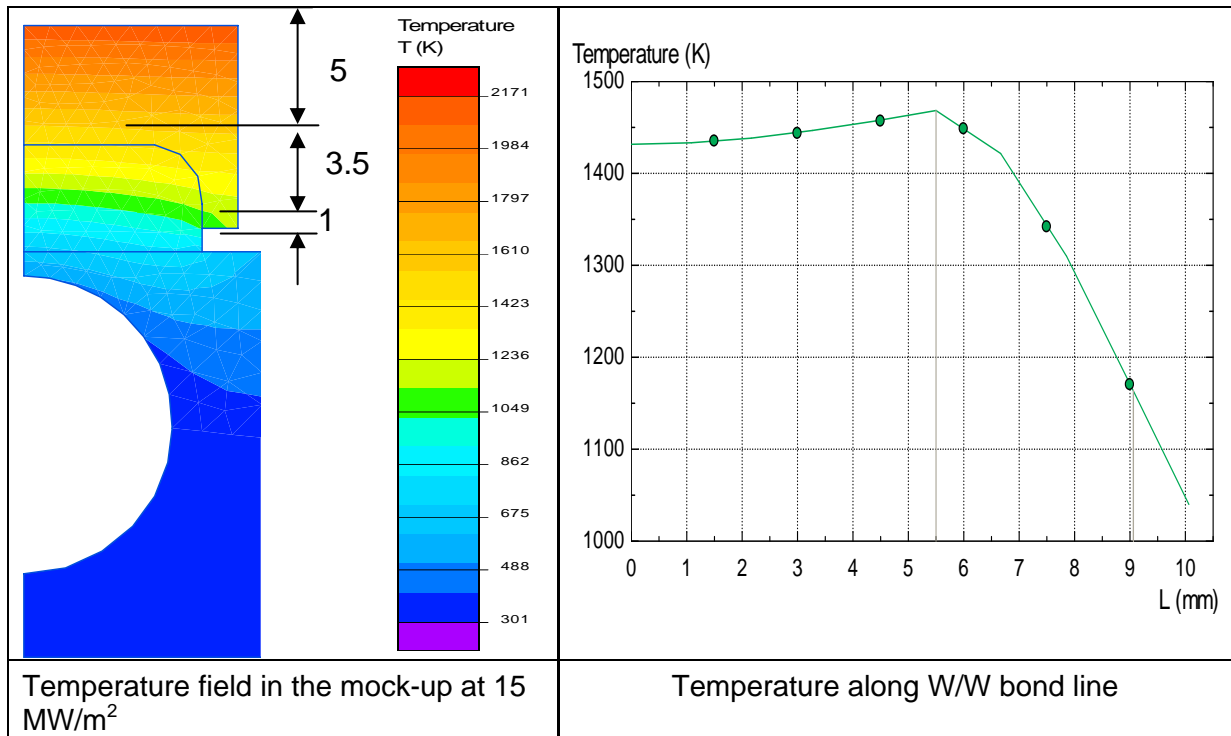 5
3.5
1
Temperature
T (K)
2171
1984
1797
1610
1423
1236
1049
862
675
488
301
Temperature (K)
1500
1400
1300
1200
1100
1000
0 1 2 3 4 5 6 7 8 9 10
L (mm)
Temperature field in the mock-up at 15
MW/m²
Temperature along W/W bond line